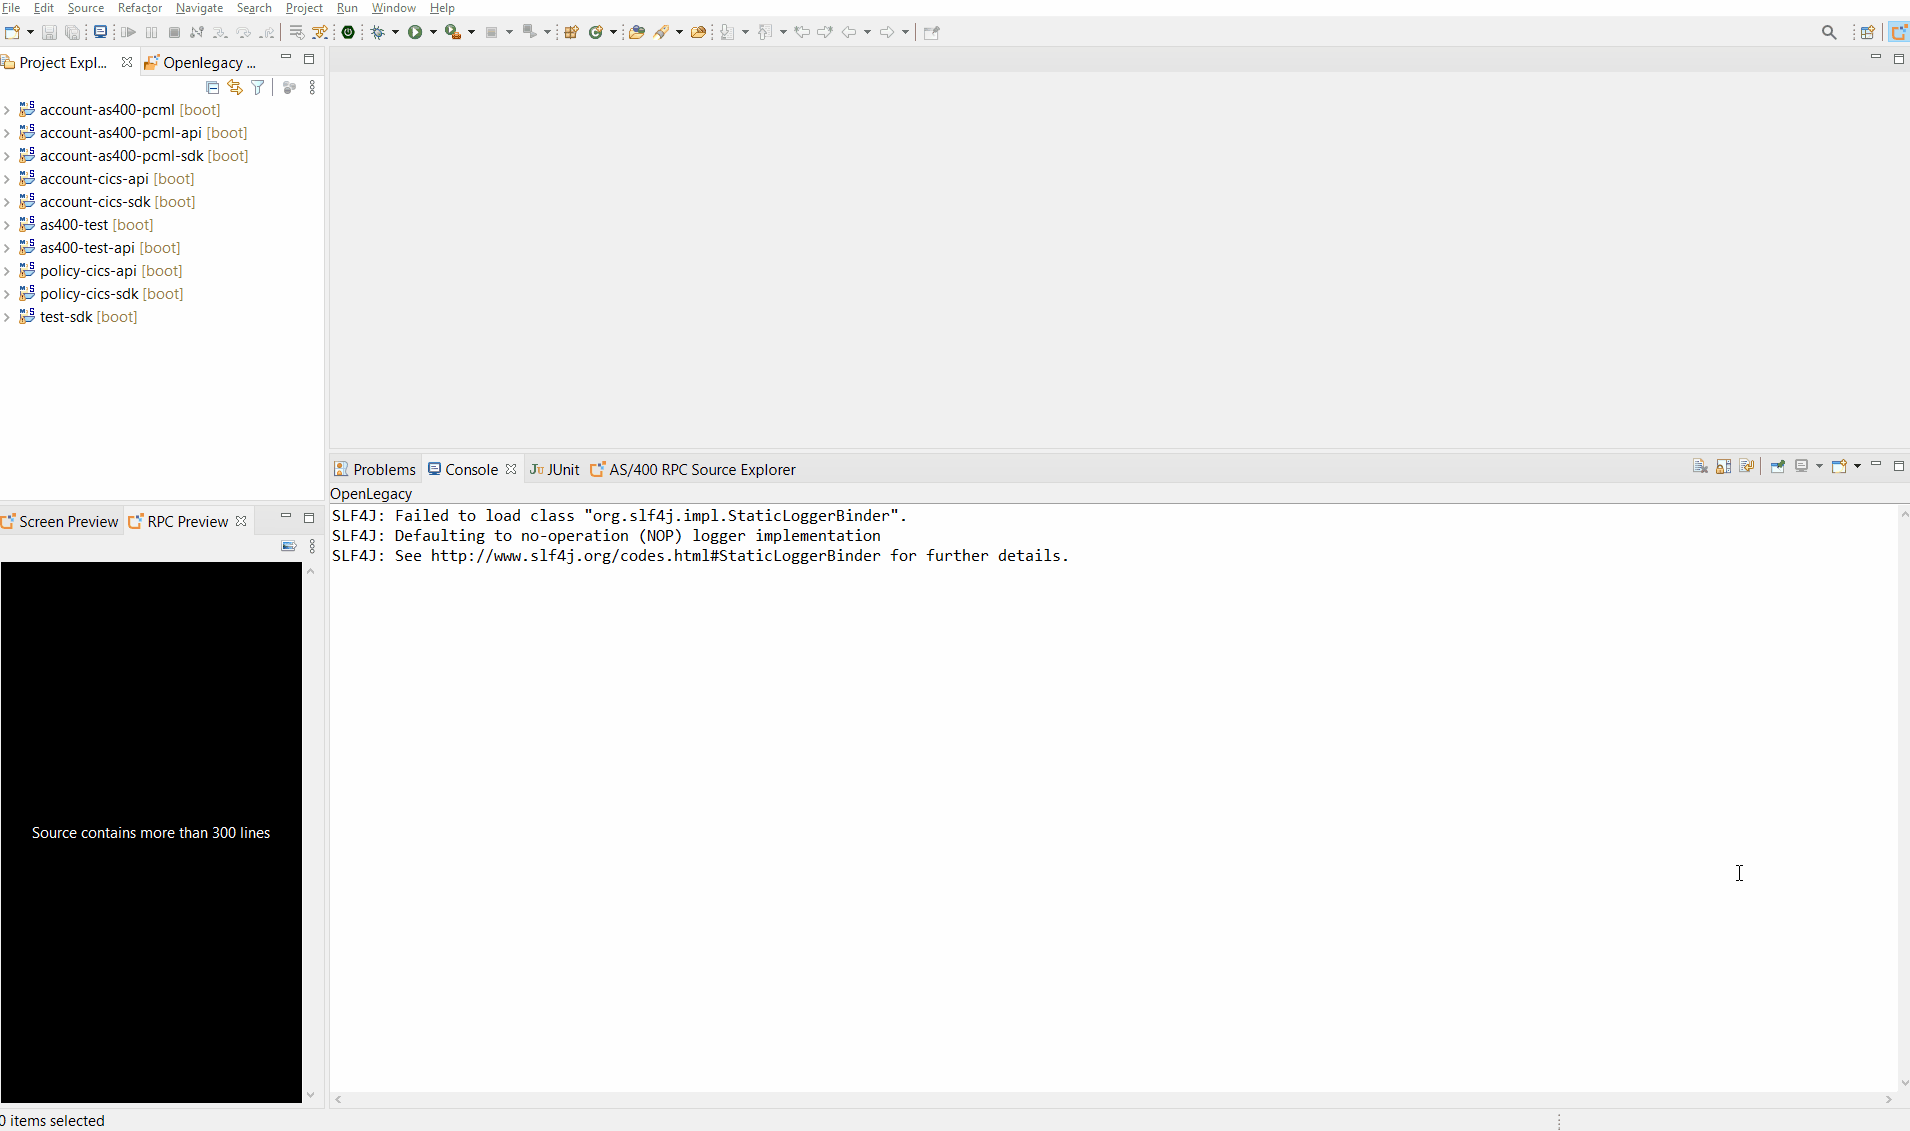 File Edit Source Refactor Navigate Search Project Run Window Help
Project Expl... Openlegacy ...
account-as400-pcml [boot]
account-as400-pcml-api [boot]
account-as400-pcml-sdk [boot]
account-cics-api [boot]
account-cics-sdk [boot]
as400-test [boot]
as400-test-api [boot]
policy-cics-api [boot]
policy-cics-sdk [boot]
test-sdk [boot]
Problems Console JUnit AS/400 RPC Source Explorer
OpenLegacy
SLF4J: Failed to load class "org.slf4j.impl.StaticLoggerBinder".
SLF4J: Defaulting to no-operation (NOP) logger implementation
SLF4J: See http://www.slf4j.org/codes.html#StaticLoggerBinder for further details.
Screen Preview RPC Preview
Source contains more than 300 lines
0 items selected